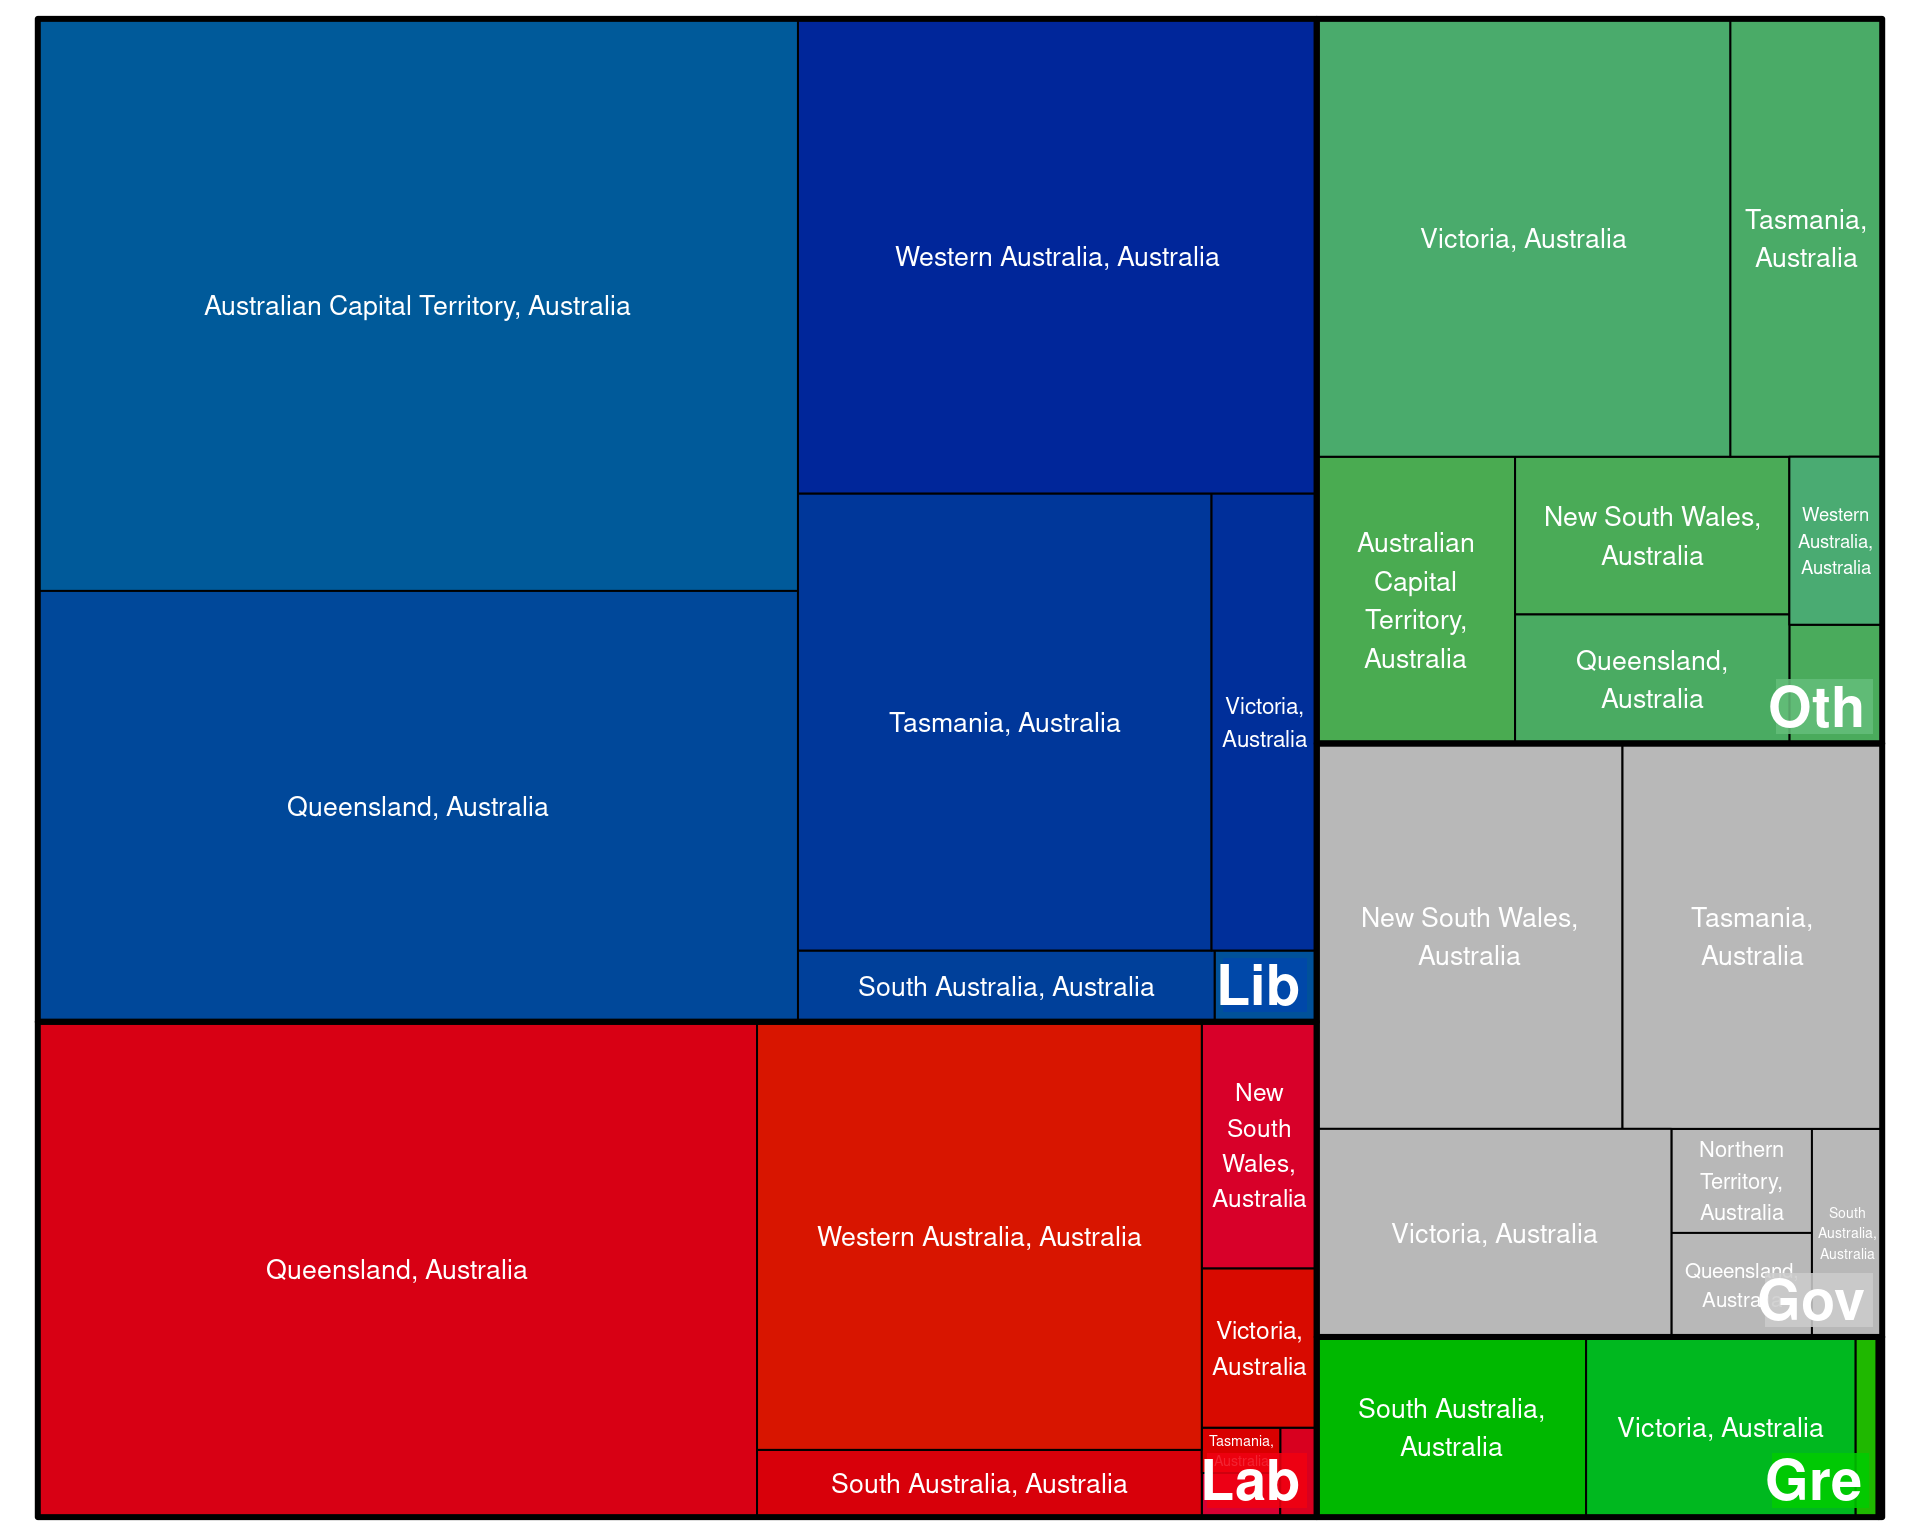 Australian Capital Territory, Australia
Queensland, Australia
Western Australia, Australia
Tasmania, Australia
Victoria,
Australia
South Australia, Australia
Lib
Queensland, Australia
Western Australia, Australia
South Australia, Australia
New
South
Wales,
Australia
Victoria,
Australia
Tasmania,
Australia
Lab
Victoria, Australia
Tasmania,
Australia
Australian
Capital
Territory,
Australia
New South Wales,
Australia
Queensland,
Australia
Western
Australia,
Australia
Oth
New South Wales,
Australia
Tasmania,
Australia
Victoria, Australia
Northern
Territory,
Australia
Queensland,
Australia
South
Australia,
Australia
Gov
South Australia,
Australia
Victoria, Australia
Gre